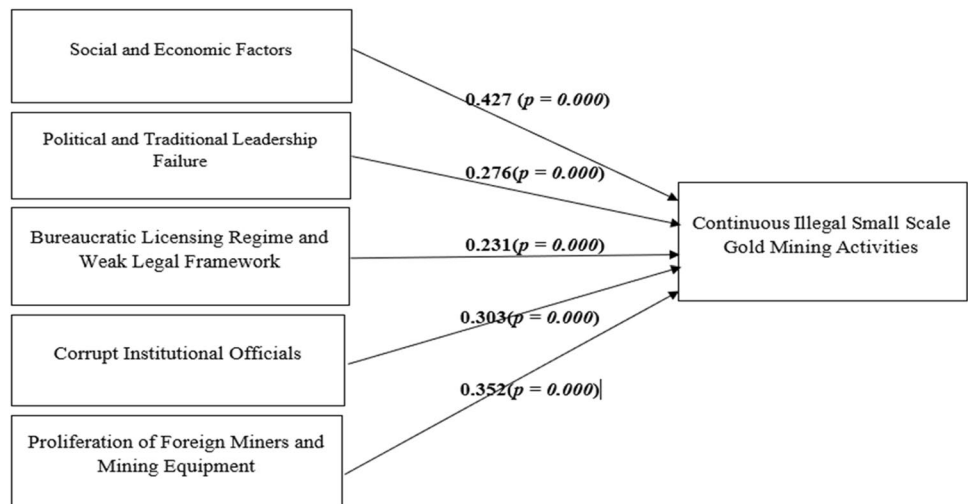 Social and Economic Factors
0.427 (p = 0.000)
Political and Traditional Leadership
Failure
0.276(p = 0.000)
Continuous Illegal Small Scale
Gold Mining Activities
Bureaucratic Licensing Regime and
Weak Legal Framework
0.231(p = 0.000)
Corrupt Institutional Officials
0.303(p = 0.000)
0.352(p = 0.000)
Proliferation of Foreign Miners and
Mining Equipment